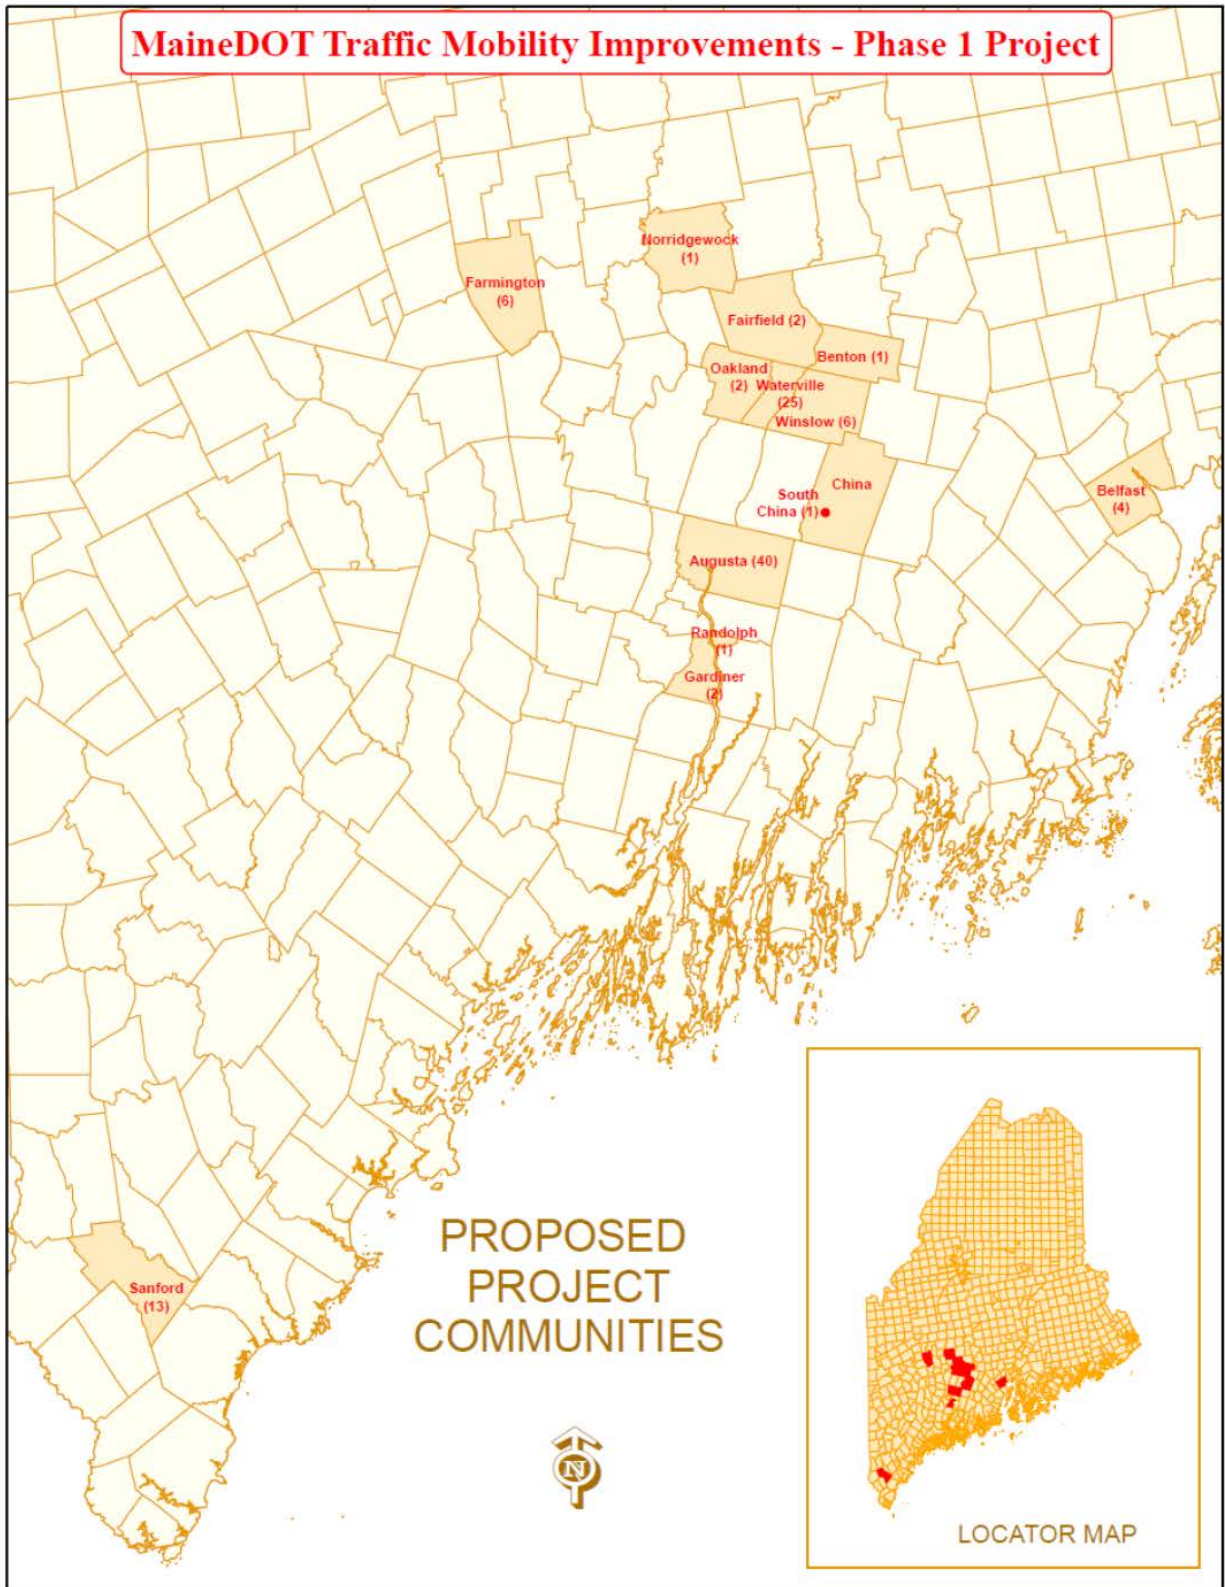 MaineDOT Traffic Mobility Improvements - Phase 1 Project
Norridgewock
(1)
Farmington
(6)
Fairfield (2)
Benton (1)
Oakland
(2)
Waterville
(25)
Winslow (6)
China
South
China (1)
Belfast
(4)
Augusta (40)
Randolph
(1)
Gardiner
(2)
Sanford
(13)
PROPOSED
PROJECT
COMMUNITIES
N
LOCATOR MAP